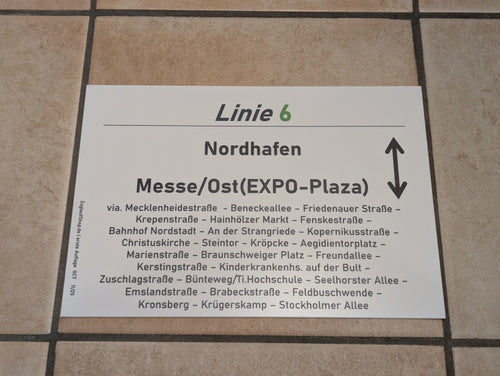 Linie 6
Nordhafen
Messe/Ost(EXPO-Plaza)
via. Mecklenheidestraße - Beneckeallee – Friedenauer Straße –
Krepenstraße – Hainhölzer Markt – Fenskestraße –
Bahnhof Nordstadt – An der Strangriede – Kopernikusstraße –
Christuskirche – Steintor – Kröpcke – Aegidientorplatz –
Marienstraße – Braunschweiger Platz – Freundallee –
Kerstingstraße – Kinderkrankenhs. auf der Bult –
Zuschlagstraße – Bünteweg/Ti.Hochschule – Seelhorster Allee –
Emslandstraße – Brabeckstraße – Feldbuschwende –
Kronsberg – Krügerskamp – Stockholmer Allee